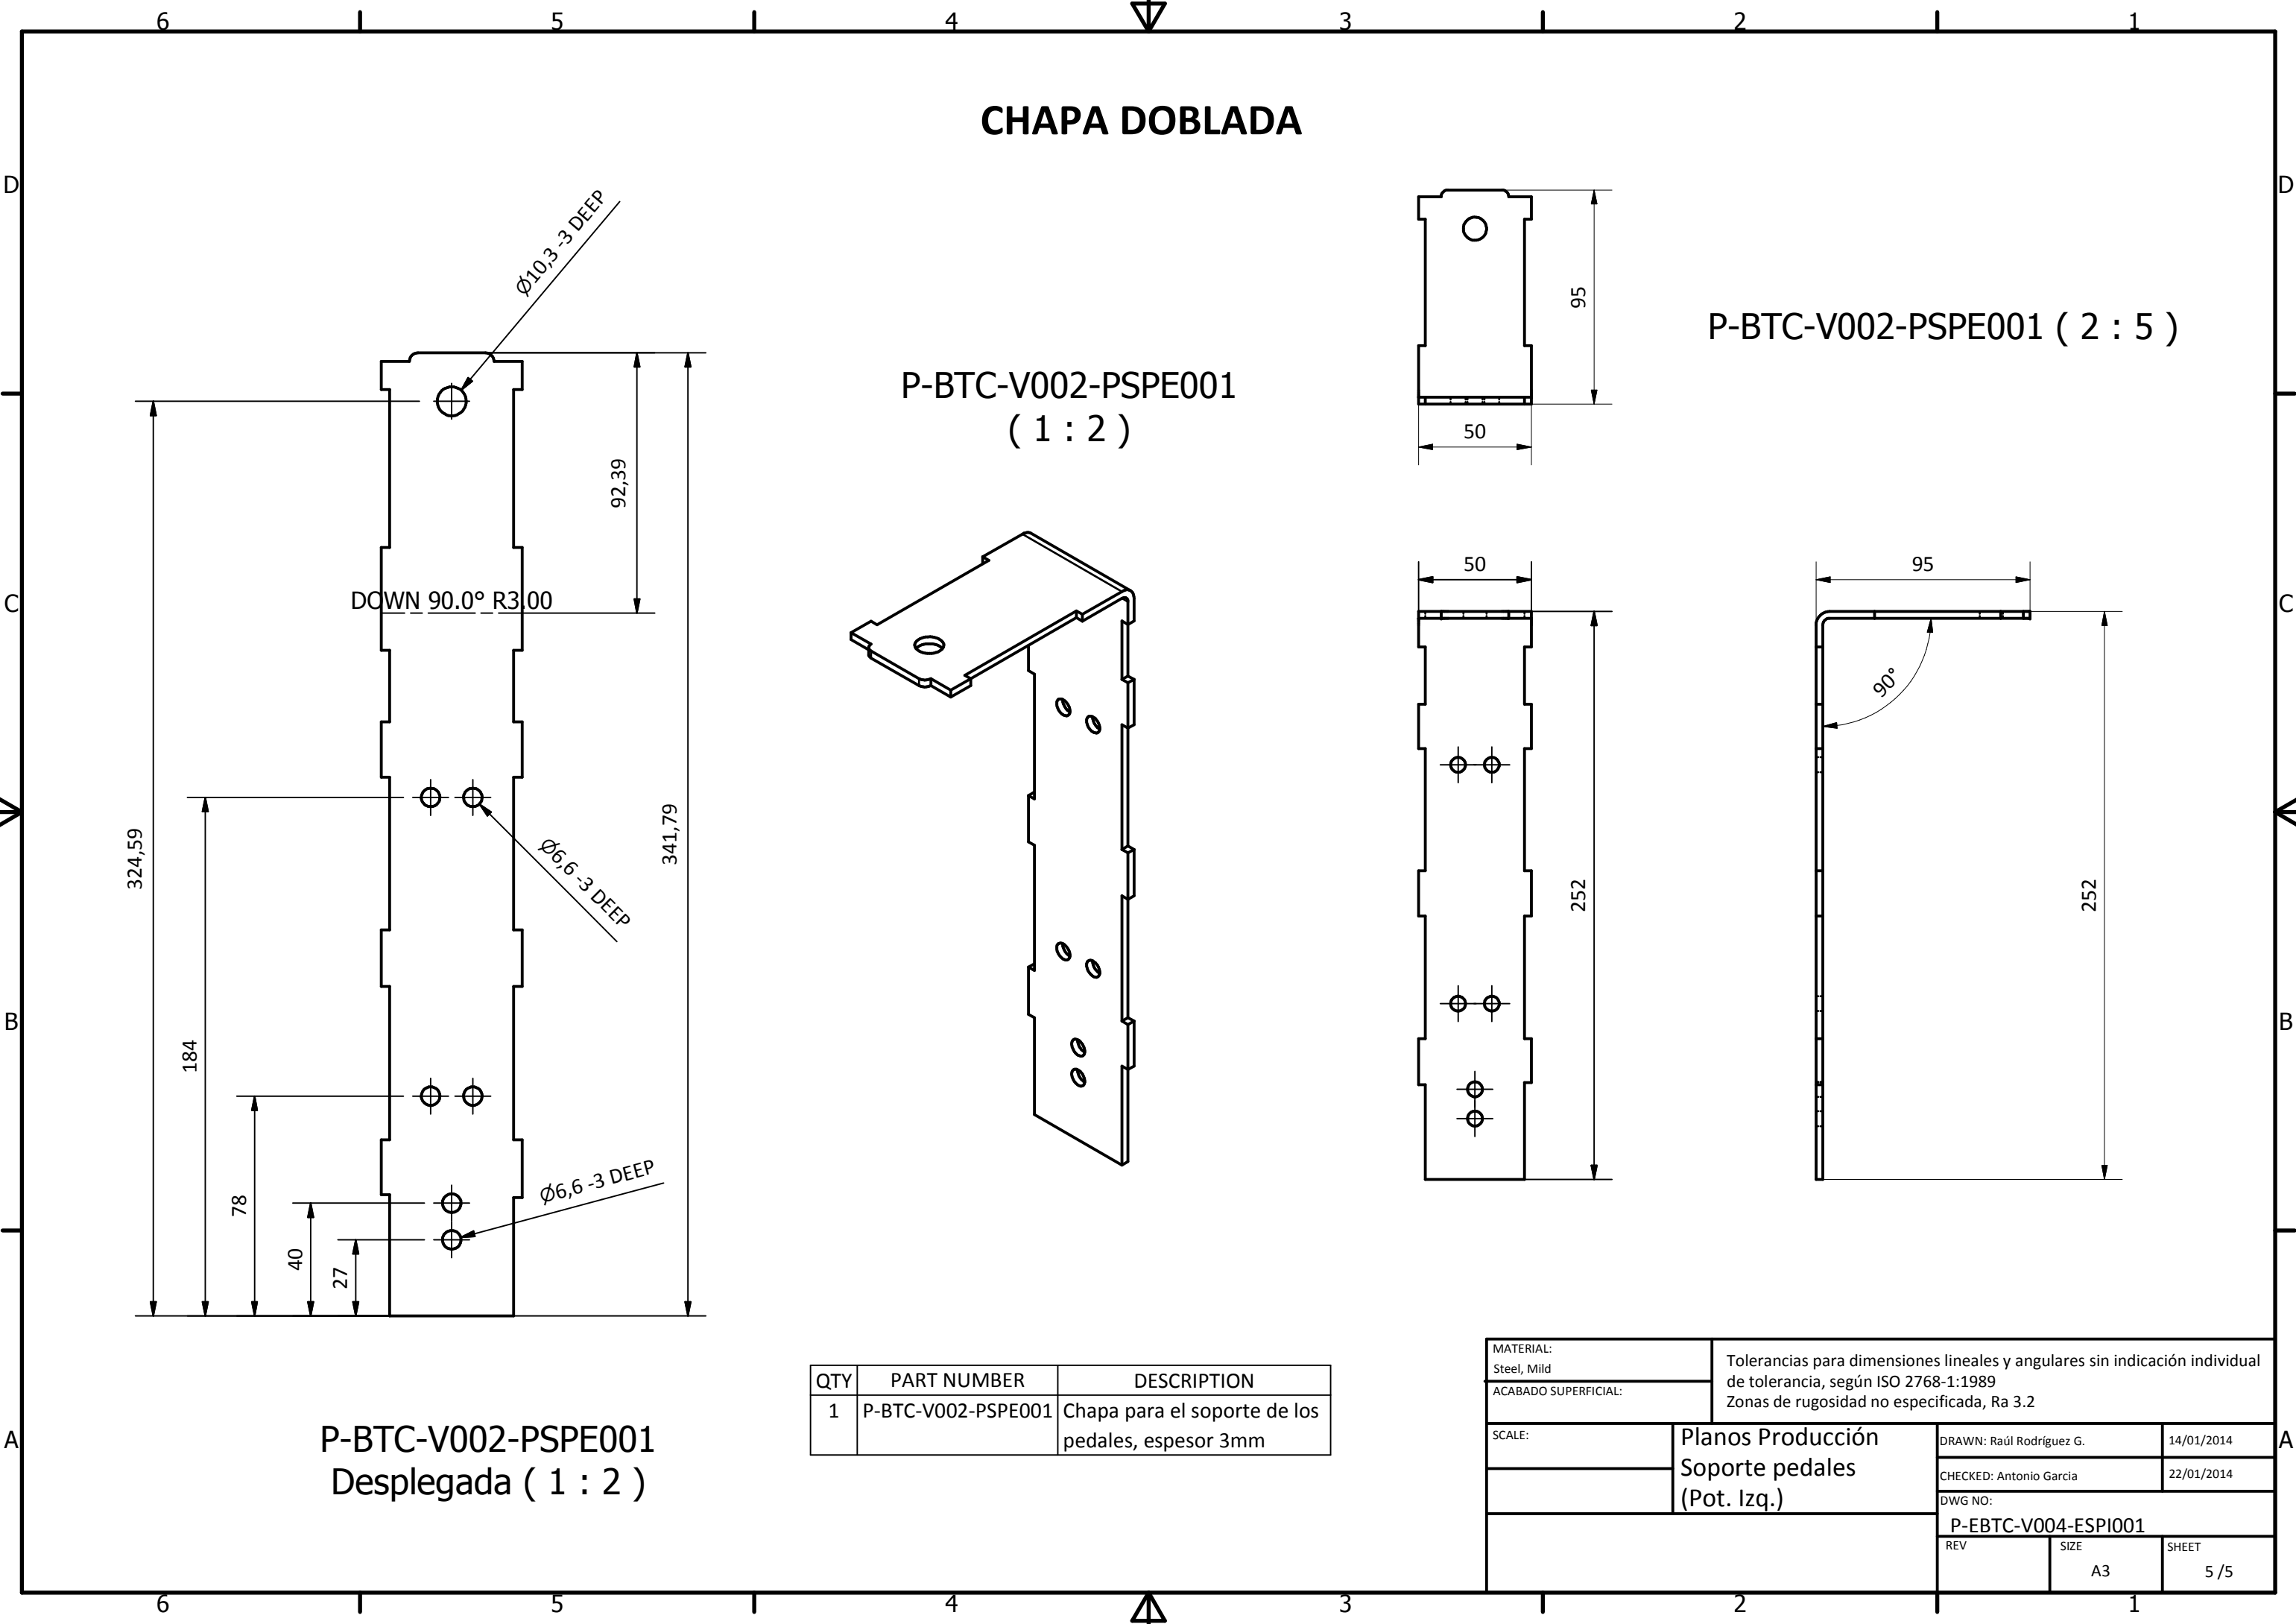 6 5 4 3 2 1
CHAPA DOBLADA
D D
Ø10,3 -3 DEEP
95
50
P-BTC-V002-PSPE001 ( 2 : 5 )
P-BTC-V002-PSPE001
( 1 : 2 )
92,39
341,79
324,59
DOWN 90.0° R3.00
C C
50
95
90°
252
252
Ø6,6 -3 DEEP
184
78
40
27
Ø6,6 -3 DEEP
B B
P-BTC-V002-PSPE001
Desplegada ( 1 : 2 )
QTY PART NUMBER DESCRIPTION
1 P-BTC-V002-PSPE001 Chapa para el soporte de los
pedales, espesor 3mm
MATERIAL:
Steel, Mild
ACABADO SUPERFICIAL:
Tolerancias para dimensiones lineales y angulares sin indicación individual
de tolerancia, según ISO 2768-1:1989
Zonas de rugosidad no especificada, Ra 3.2
SCALE:
Planos Producción
Soporte pedales
(Pot. Izq.)
DRAWN: Raúl Rodríguez G. 14/01/2014
CHECKED: Antonio Garcia 22/01/2014
DWG NO:
P-EBTC-V004-ESPI001
REV SIZE SHEET
A3 5 /5
A A
6 5 4 3 2 1